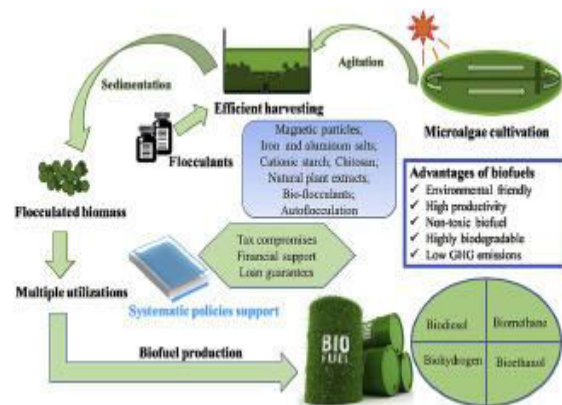 Sedimentation
Agitation
Efficient harvesting
Microalgae cultivation
Flocculants
Magnetic particles;
Iron and aluminum salts;
Cationic starch; Chitosan;
Natural plant extracts;
Bio-flocculants;
Autoflocculation
Advantages of biofuels
✓ Environmental friendly
✓ High productivity
✓ Non-toxic biofuel
✓ Highly biodegradable
✓ Low GHG emissions
Flocculated biomass
Tax compromises
Financial support
Loan guarantees
Multiple utilizations
Systematic policies support
Biofuel production
BIO
FUEL
Biodiesel
Biomethane
Biohydrogen
Bioethanol